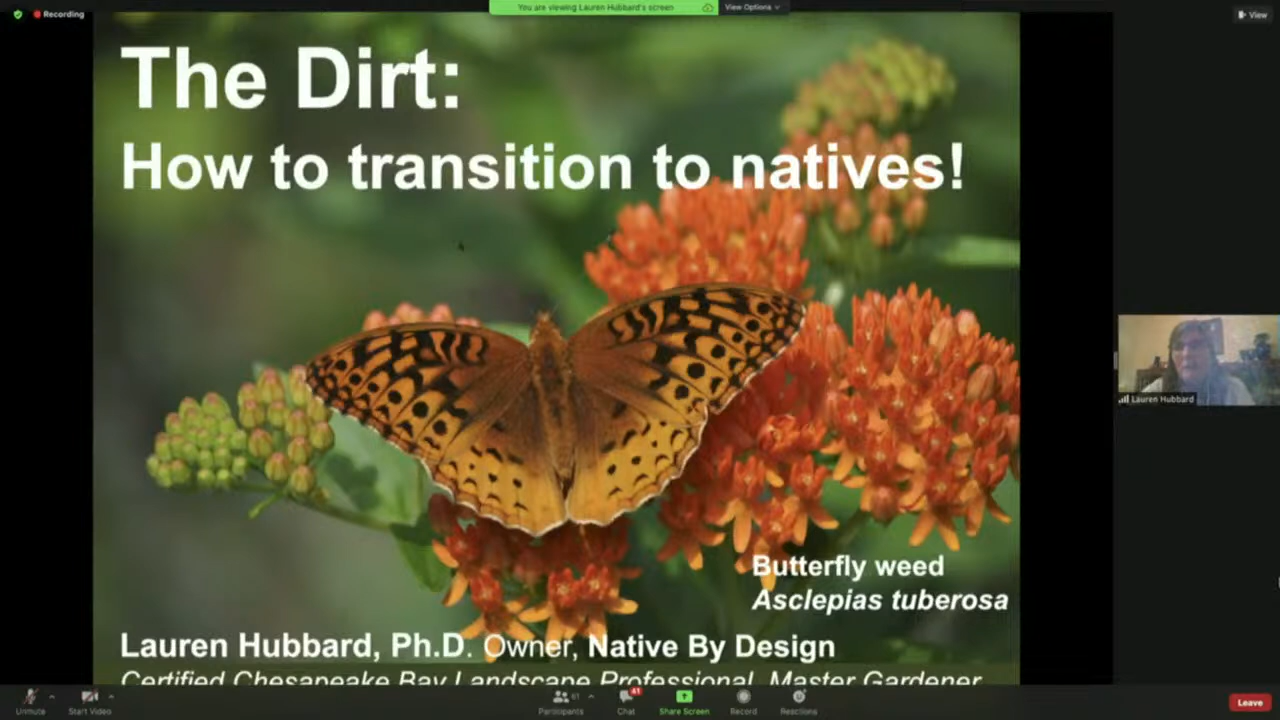 Recording
You are viewing Lauren Hubbard's screen
View Options
View
The Dirt:
How to transition to natives!
Lauren Hubbard
Butterfly weed
Asclepias tuberosa
Lauren Hubbard, Ph.D. Owner, Native By Design
Certified Chesapeake Bay Landscape Professional, Master Gardener
Unmute
Start Video
Participants
61
Chat
41
Share Screen
Record
Reactions
Leave